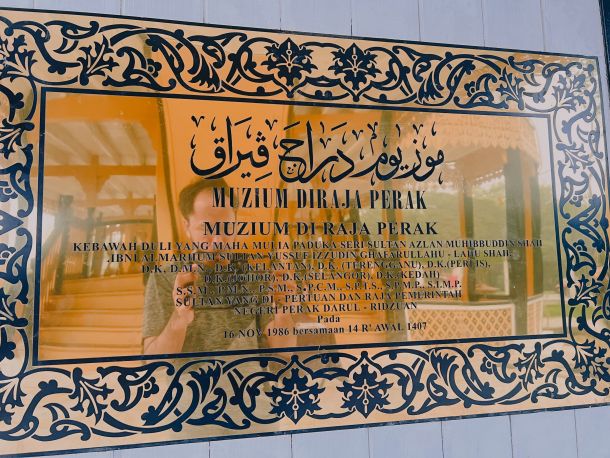 موزيوم دراج ڤيراق
MUZIUM DIRAJA PERAK
MUZIUM DI RAJA PERAK
KEBAWAH DULI YANG MAHA MULIA PADUKA SERI SULTAN AZLAN MUHIBBUDDIN SHAH
.IBNI ALMARHUM SULTAN YUSSUF IZZUDIN GHAFARULLAHU - LAHU SHAH,
D.K., D.M.N., D.K. (KELANTAN), D.K. (TERENGGANU), D.K.(PERLIS),
D.K.(JOHOR), D.K.(SELANGOR), D.K.(KEDAH)
S.S.M., D.M.N., P.S.M., S.P.C.M., S.P.T.S., S.P.M.P., S.I.M.P.
SULTAN YANG DI - PERTUAN DAN RAJA PEMERINTAH
NEGERI PERAK DARUL - RIDZUAN
Pada
16 NOV. 1986 bersamaan 14 R' AWAL 1407